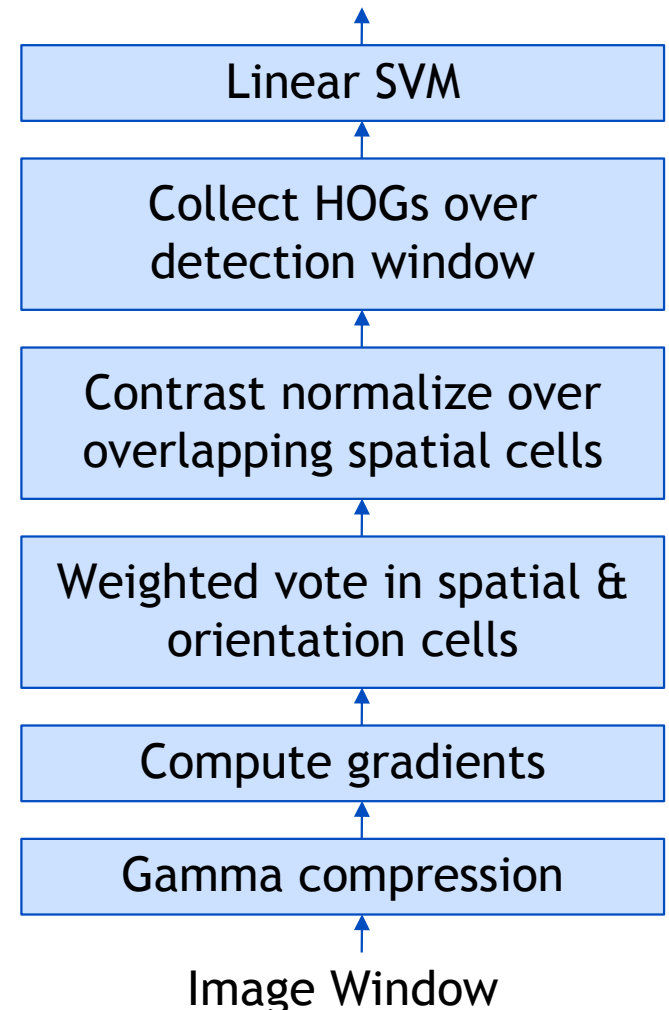 Linear SVM
Collect HOGs over
detection window
Contrast normalize over
overlapping spatial cells
Weighted vote in spatial &
orientation cells
Compute gradients
Gamma compression
Image Window